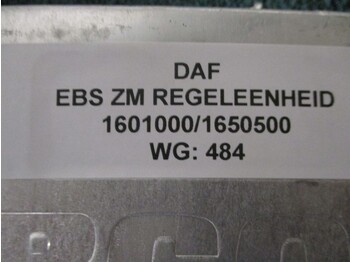 DAF
EBS ZM REGELEENHEID
1601000/1650500
WG: 484